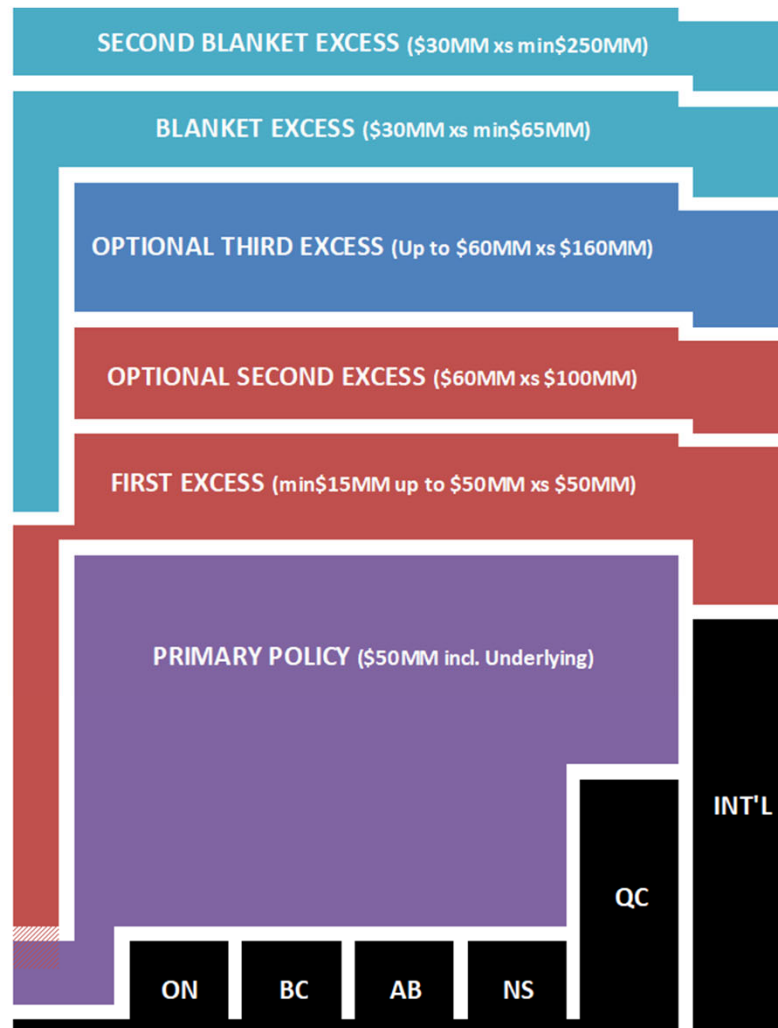 SECOND BLANKET EXCESS ($30MM xs min$250MM)
BLANKET EXCESS ($30MM xs min$65MM)
OPTIONAL THIRD EXCESS (Up to $60MM xs $160MM)
OPTIONAL SECOND EXCESS ($60MM xs $100MM)
FIRST EXCESS (min$15MM up to $50MM xs $50MM)
PRIMARY POLICY ($50MM incl. Underlying)
INT'L
QC
ON BC AB NS